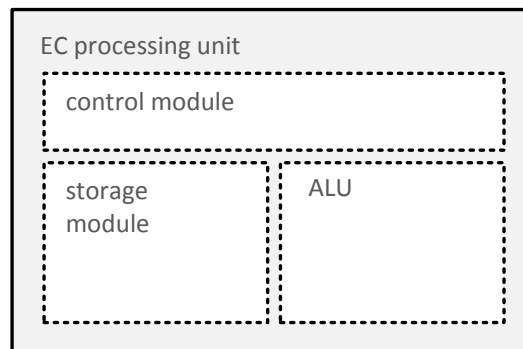 EC processing unit
control module
storage
module
ALU